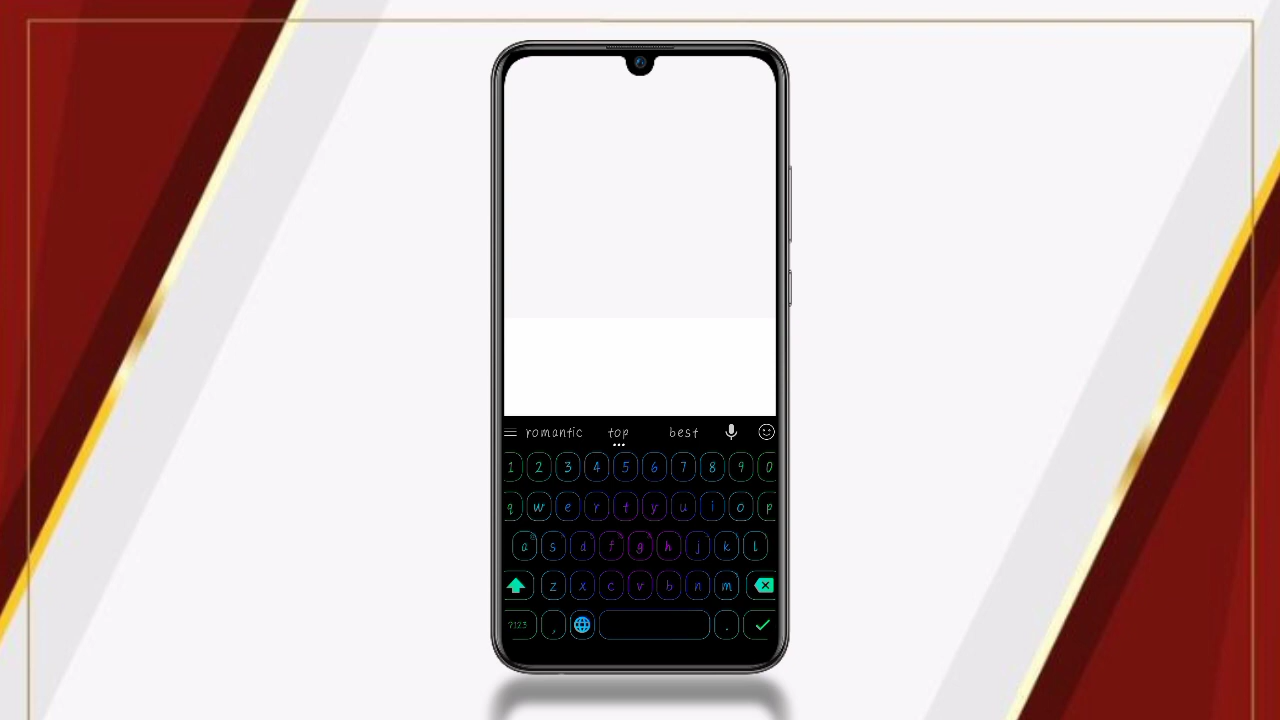 romantic top best
1 2 3 4 5 6 7 8 9 0
q w e r t y u i o p
a s d f g h j k l
z x c v b n m
?123 , .